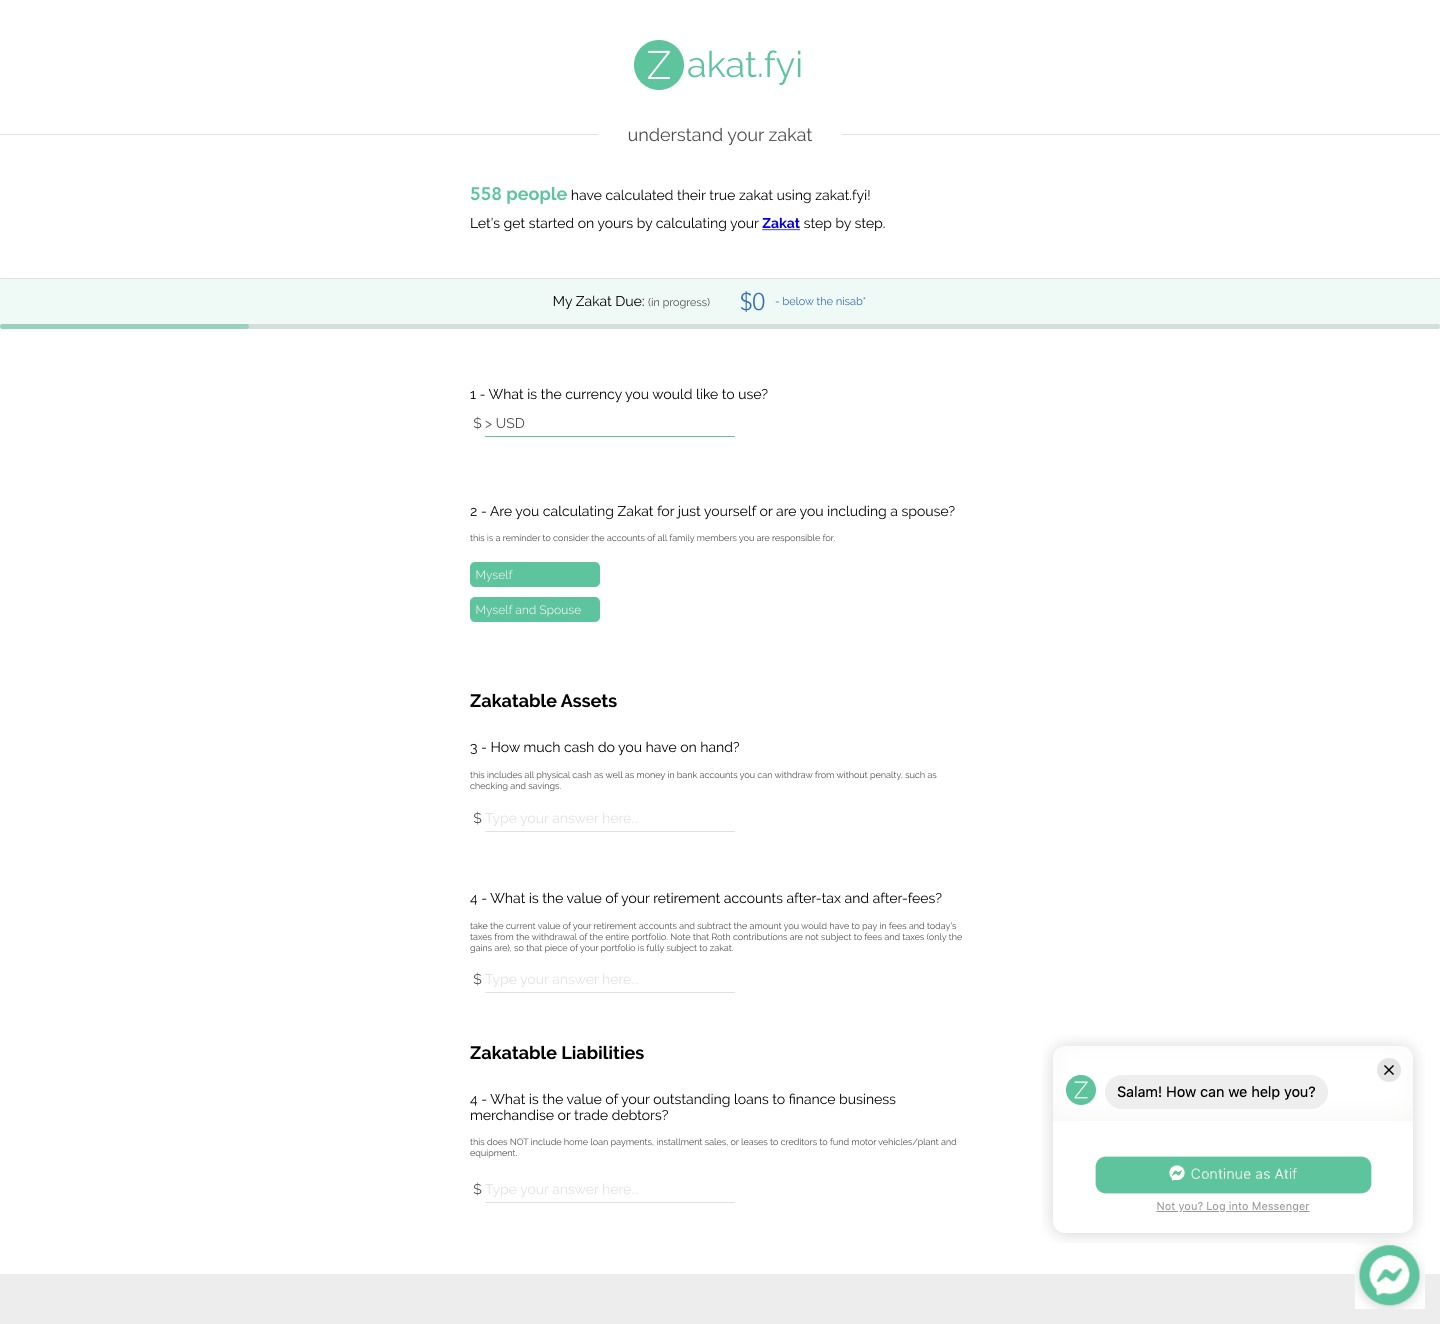 Zakat.fyi
understand your zakat
558 people have calculated their true zakat using zakat.fyi!
Let's get started on yours by calculating your Zakat step by step.
My Zakat Due: (in progress) $0 - below the nisab*
1 - What is the currency you would like to use?
$ > USD
2 - Are you calculating Zakat for just yourself or are you including a spouse?
this is a reminder to consider the accounts of all family members you are responsible for.
Myself
Myself and Spouse
Zakatable Assets
3 - How much cash do you have on hand?
this includes all physical cash as well as money in bank accounts you can withdraw from without penalty, such as
checking and savings.
$ Type your answer here...
4 - What is the value of your retirement accounts after-tax and after-fees?
take the current value of your retirement accounts and subtract the amount you would have to pay in fees and today's
taxes from the withdrawal of the entire portfolio. Note that Roth contributions are not subject to fees and taxes (only the
gains are), so that piece of your portfolio is fully subject to zakat.
$ Type your answer here...
Zakatable Liabilities
4 - What is the value of your outstanding loans to finance business
merchandise or trade debtors?
this does NOT include home loan payments, installment sales, or leases to creditors to fund motor vehicles/plant and
equipment.
$ Type your answer here...
Z
Salam! How can we help you?
Continue as Atif
Not you? Log into Messenger